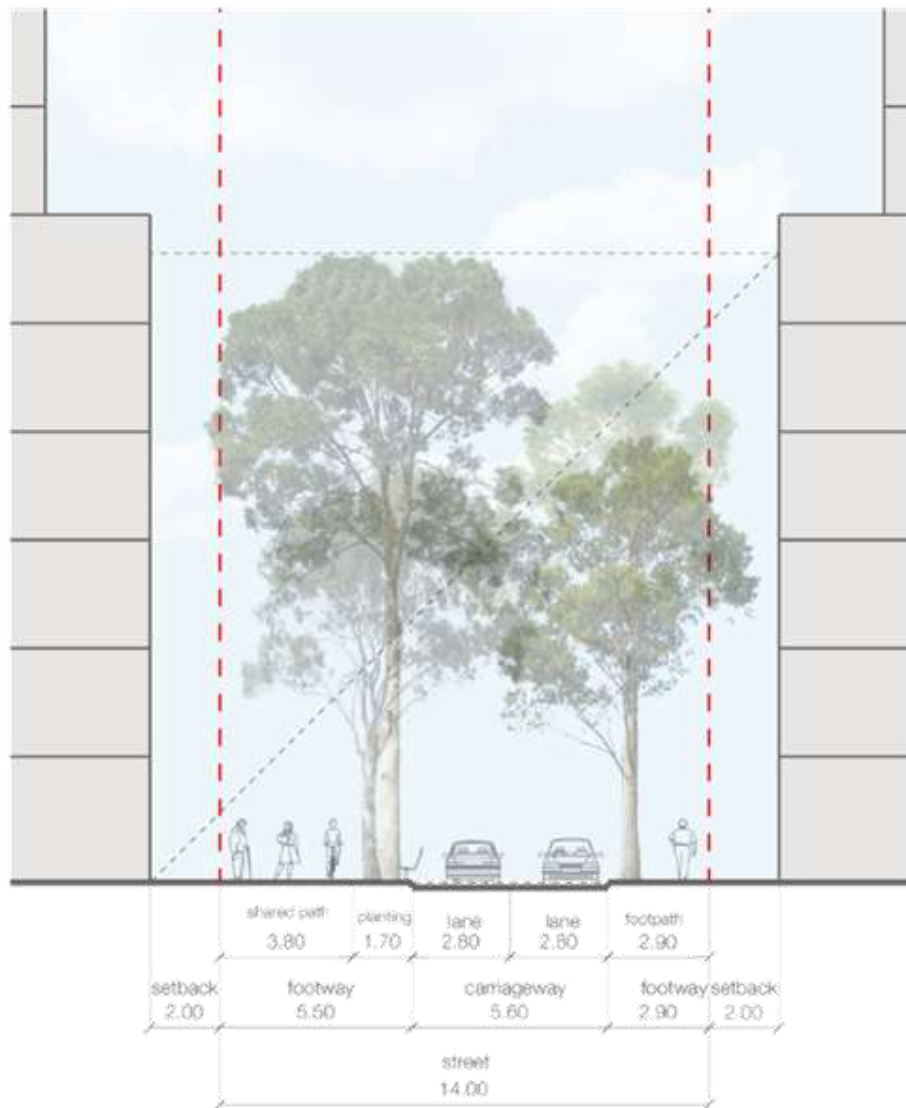 shared path
3.80
planting
1.70
lane
2.80
lane
2.80
footpath
2.90
setback
2.00
footway
5.50
carriageway
5.60
footway
2.90
setback
2.00
street
14.00